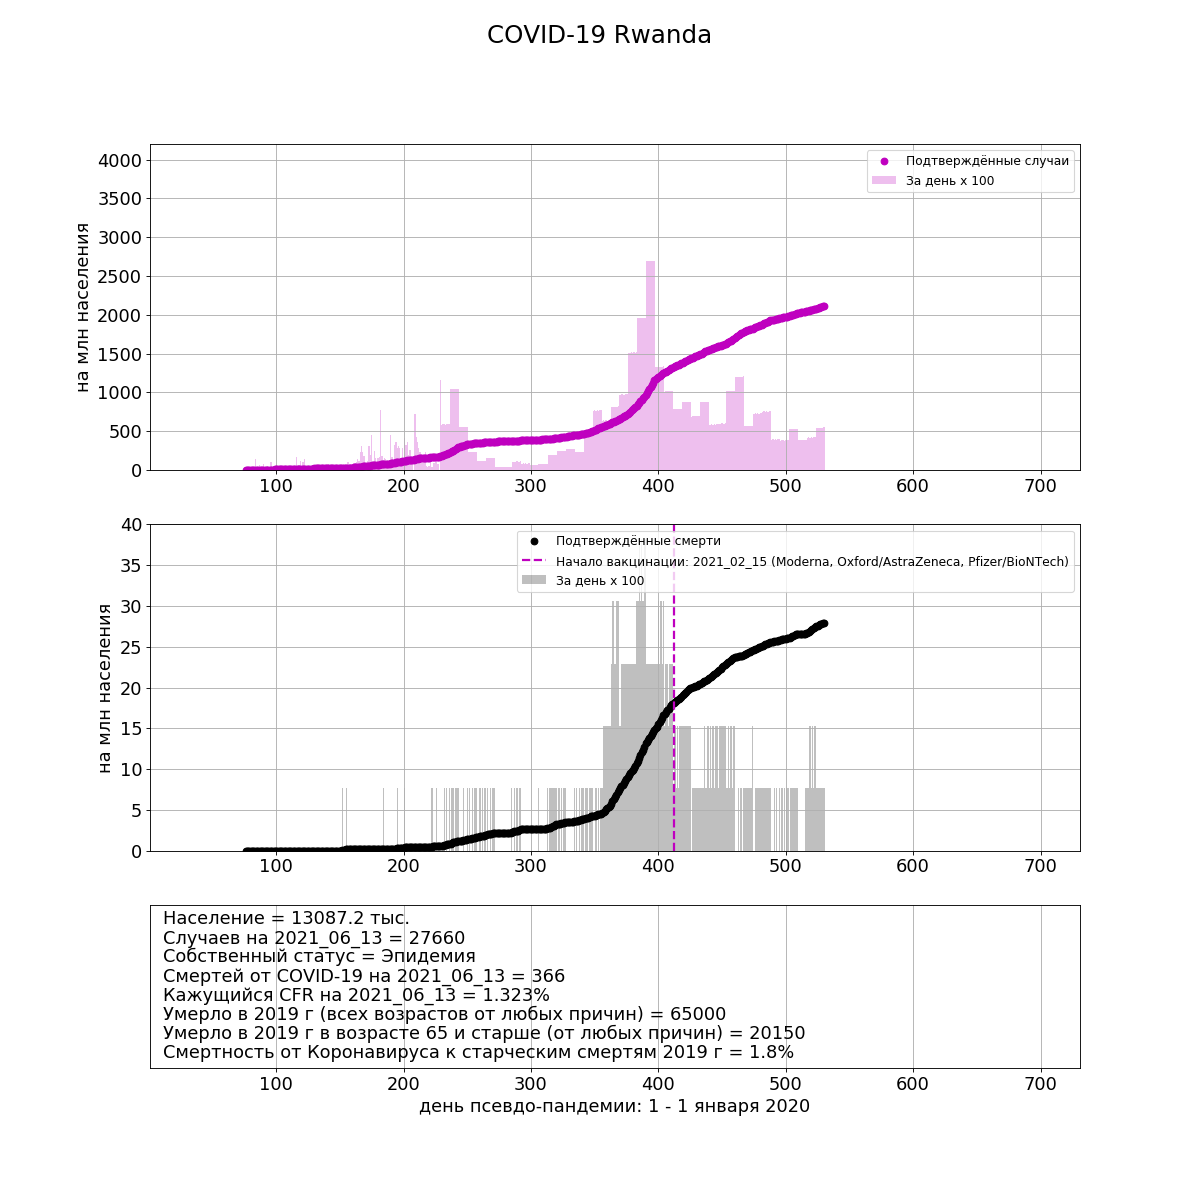 COVID-19 Rwanda
на млн населения
4000
3500
3000
2500
2000
1500
1000
500
0
Подтверждённые случаи
За день x 100
100 200 300 400 500 600 700
на млн населения
40
35
30
25
20
15
10
5
0
Подтверждённые смерти
Начало вакцинации: 2021_02_15 (Moderna, Oxford/AstraZeneca, Pfizer/BioNTech)
За день x 100
100 200 300 400 500 600 700
Население = 13087.2 тыс.
Случаев на 2021_06_13 = 27660
Собственный статус = Эпидемия
Смертей от COVID-19 на 2021_06_13 = 366
Кажущийся CFR на 2021_06_13 = 1.323%
Умерло в 2019 г (всех возрастов от любых причин) = 65000
Умерло в 2019 г в возрасте 65 и старше (от любых причин) = 20150
Смертность от Коронавируса к старческим смертям 2019 г = 1.8%
100 200 300 400 500 600 700
день псевдо-пандемии: 1 - 1 января 2020